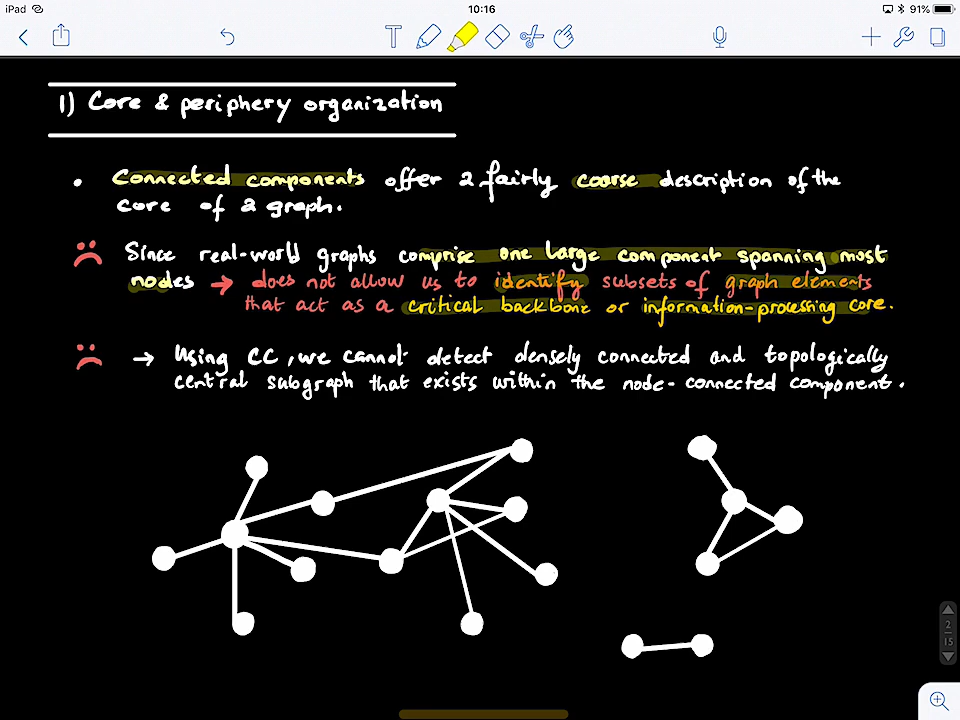 iPad
10:16
91%
1) Core & periphery organization
• Connected components offer a fairly coarse description of the
core of a graph.
Since real-world graphs comprise one large component spanning most
nodes → does not allow us to identify subsets of graph elements
that act as a critical backbone or information-processing core.
→ Using CC, we cannot detect densely connected and topologically
central subgraph that exists within the node-connected component.
2
15